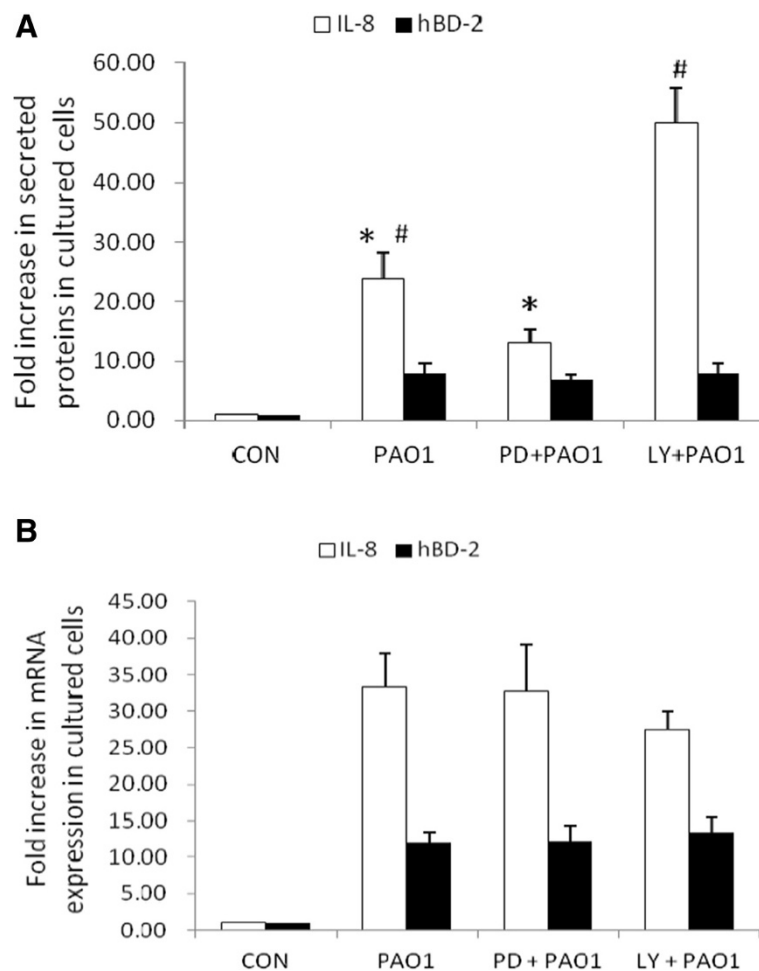 A
IL-8 hBD-2
Fold increase in secreted
proteins in cultured cells
60.00
50.00
40.00
30.00
20.00
10.00
0.00
* #
*
#
CON PAO1 PD+PAO1 LY+PAO1
B
IL-8 hBD-2
Fold increase in mRNA
expression in cultured cells
45.00
40.00
35.00
30.00
25.00
20.00
15.00
10.00
5.00
0.00
CON PAO1 PD + PAO1 LY + PAO1